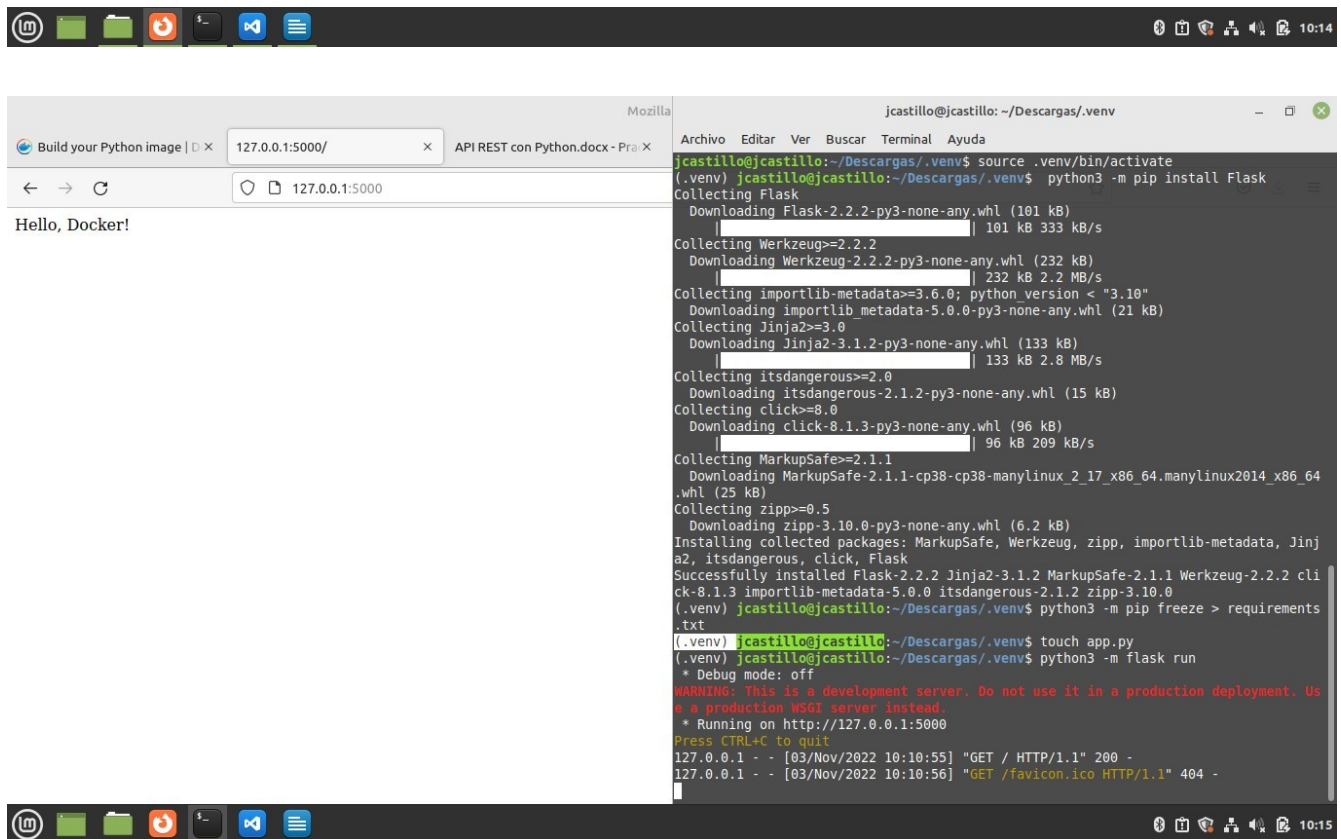 10:14
Mozilla
Build your Python image | D
127.0.0.1:5000/
API REST con Python.docx - Pra
127.0.0.1:5000
Hello, Docker!
jcastillo@jcastillo: ~/Descargas/.venv
Archivo Editar Ver Buscar Terminal Ayuda
jcastillo@jcastillo:~/Descargas/.venv$ source .venv/bin/activate
(.venv) jcastillo@jcastillo:~/Descargas/.venv$  python3 -m pip install Flask
Collecting Flask
  Downloading Flask-2.2.2-py3-none-any.whl (101 kB)
     |                                | 101 kB 333 kB/s
Collecting Werkzeug>=2.2.2
  Downloading Werkzeug-2.2.2-py3-none-any.whl (232 kB)
     |                                | 232 kB 2.2 MB/s
Collecting importlib-metadata>=3.6.0; python_version < "3.10"
  Downloading importlib_metadata-5.0.0-py3-none-any.whl (21 kB)
Collecting Jinja2>=3.0
  Downloading Jinja2-3.1.2-py3-none-any.whl (133 kB)
     |                                | 133 kB 2.8 MB/s
Collecting itsdangerous>=2.0
  Downloading itsdangerous-2.1.2-py3-none-any.whl (15 kB)
Collecting click>=8.0
  Downloading click-8.1.3-py3-none-any.whl (96 kB)
     |                                | 96 kB 209 kB/s
Collecting MarkupSafe>=2.1.1
  Downloading MarkupSafe-2.1.1-cp38-cp38-manylinux_2_17_x86_64.manylinux2014_x86_64
.whl (25 kB)
Collecting zipp>=0.5
  Downloading zipp-3.10.0-py3-none-any.whl (6.2 kB)
Installing collected packages: MarkupSafe, Werkzeug, zipp, importlib-metadata, Jinj
a2, itsdangerous, click, Flask
Successfully installed Flask-2.2.2 Jinja2-3.1.2 MarkupSafe-2.1.1 Werkzeug-2.2.2 cli
ck-8.1.3 importlib-metadata-5.0.0 itsdangerous-2.1.2 zipp-3.10.0
(.venv) jcastillo@jcastillo:~/Descargas/.venv$ python3 -m pip freeze > requirements
.txt
(.venv) jcastillo@jcastillo:~/Descargas/.venv$ touch app.py
(.venv) jcastillo@jcastillo:~/Descargas/.venv$ python3 -m flask run
 * Debug mode: off
WARNING: This is a development server. Do not use it in a production deployment. Us
e a production WSGI server instead.
 * Running on http://127.0.0.1:5000
Press CTRL+C to quit
127.0.0.1 - - [03/Nov/2022 10:10:55] "GET / HTTP/1.1" 200 -
127.0.0.1 - - [03/Nov/2022 10:10:56] "GET /favicon.ico HTTP/1.1" 404 -
10:15